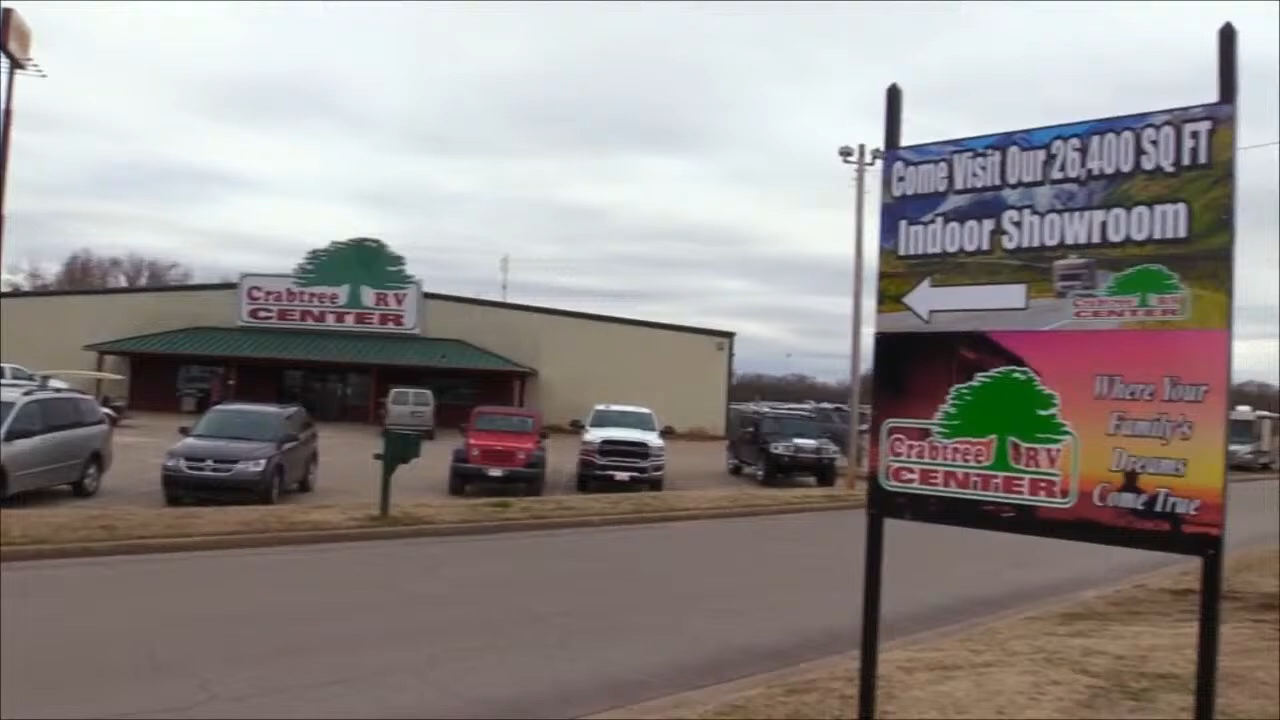 Crabtree RV
CENTER
Come Visit Our 26,400 SQ FT
Indoor Showroom
Crabtree RV
CENTER
Crabtree RV
CENTER
Where Your
Family's
Dreams
Come True